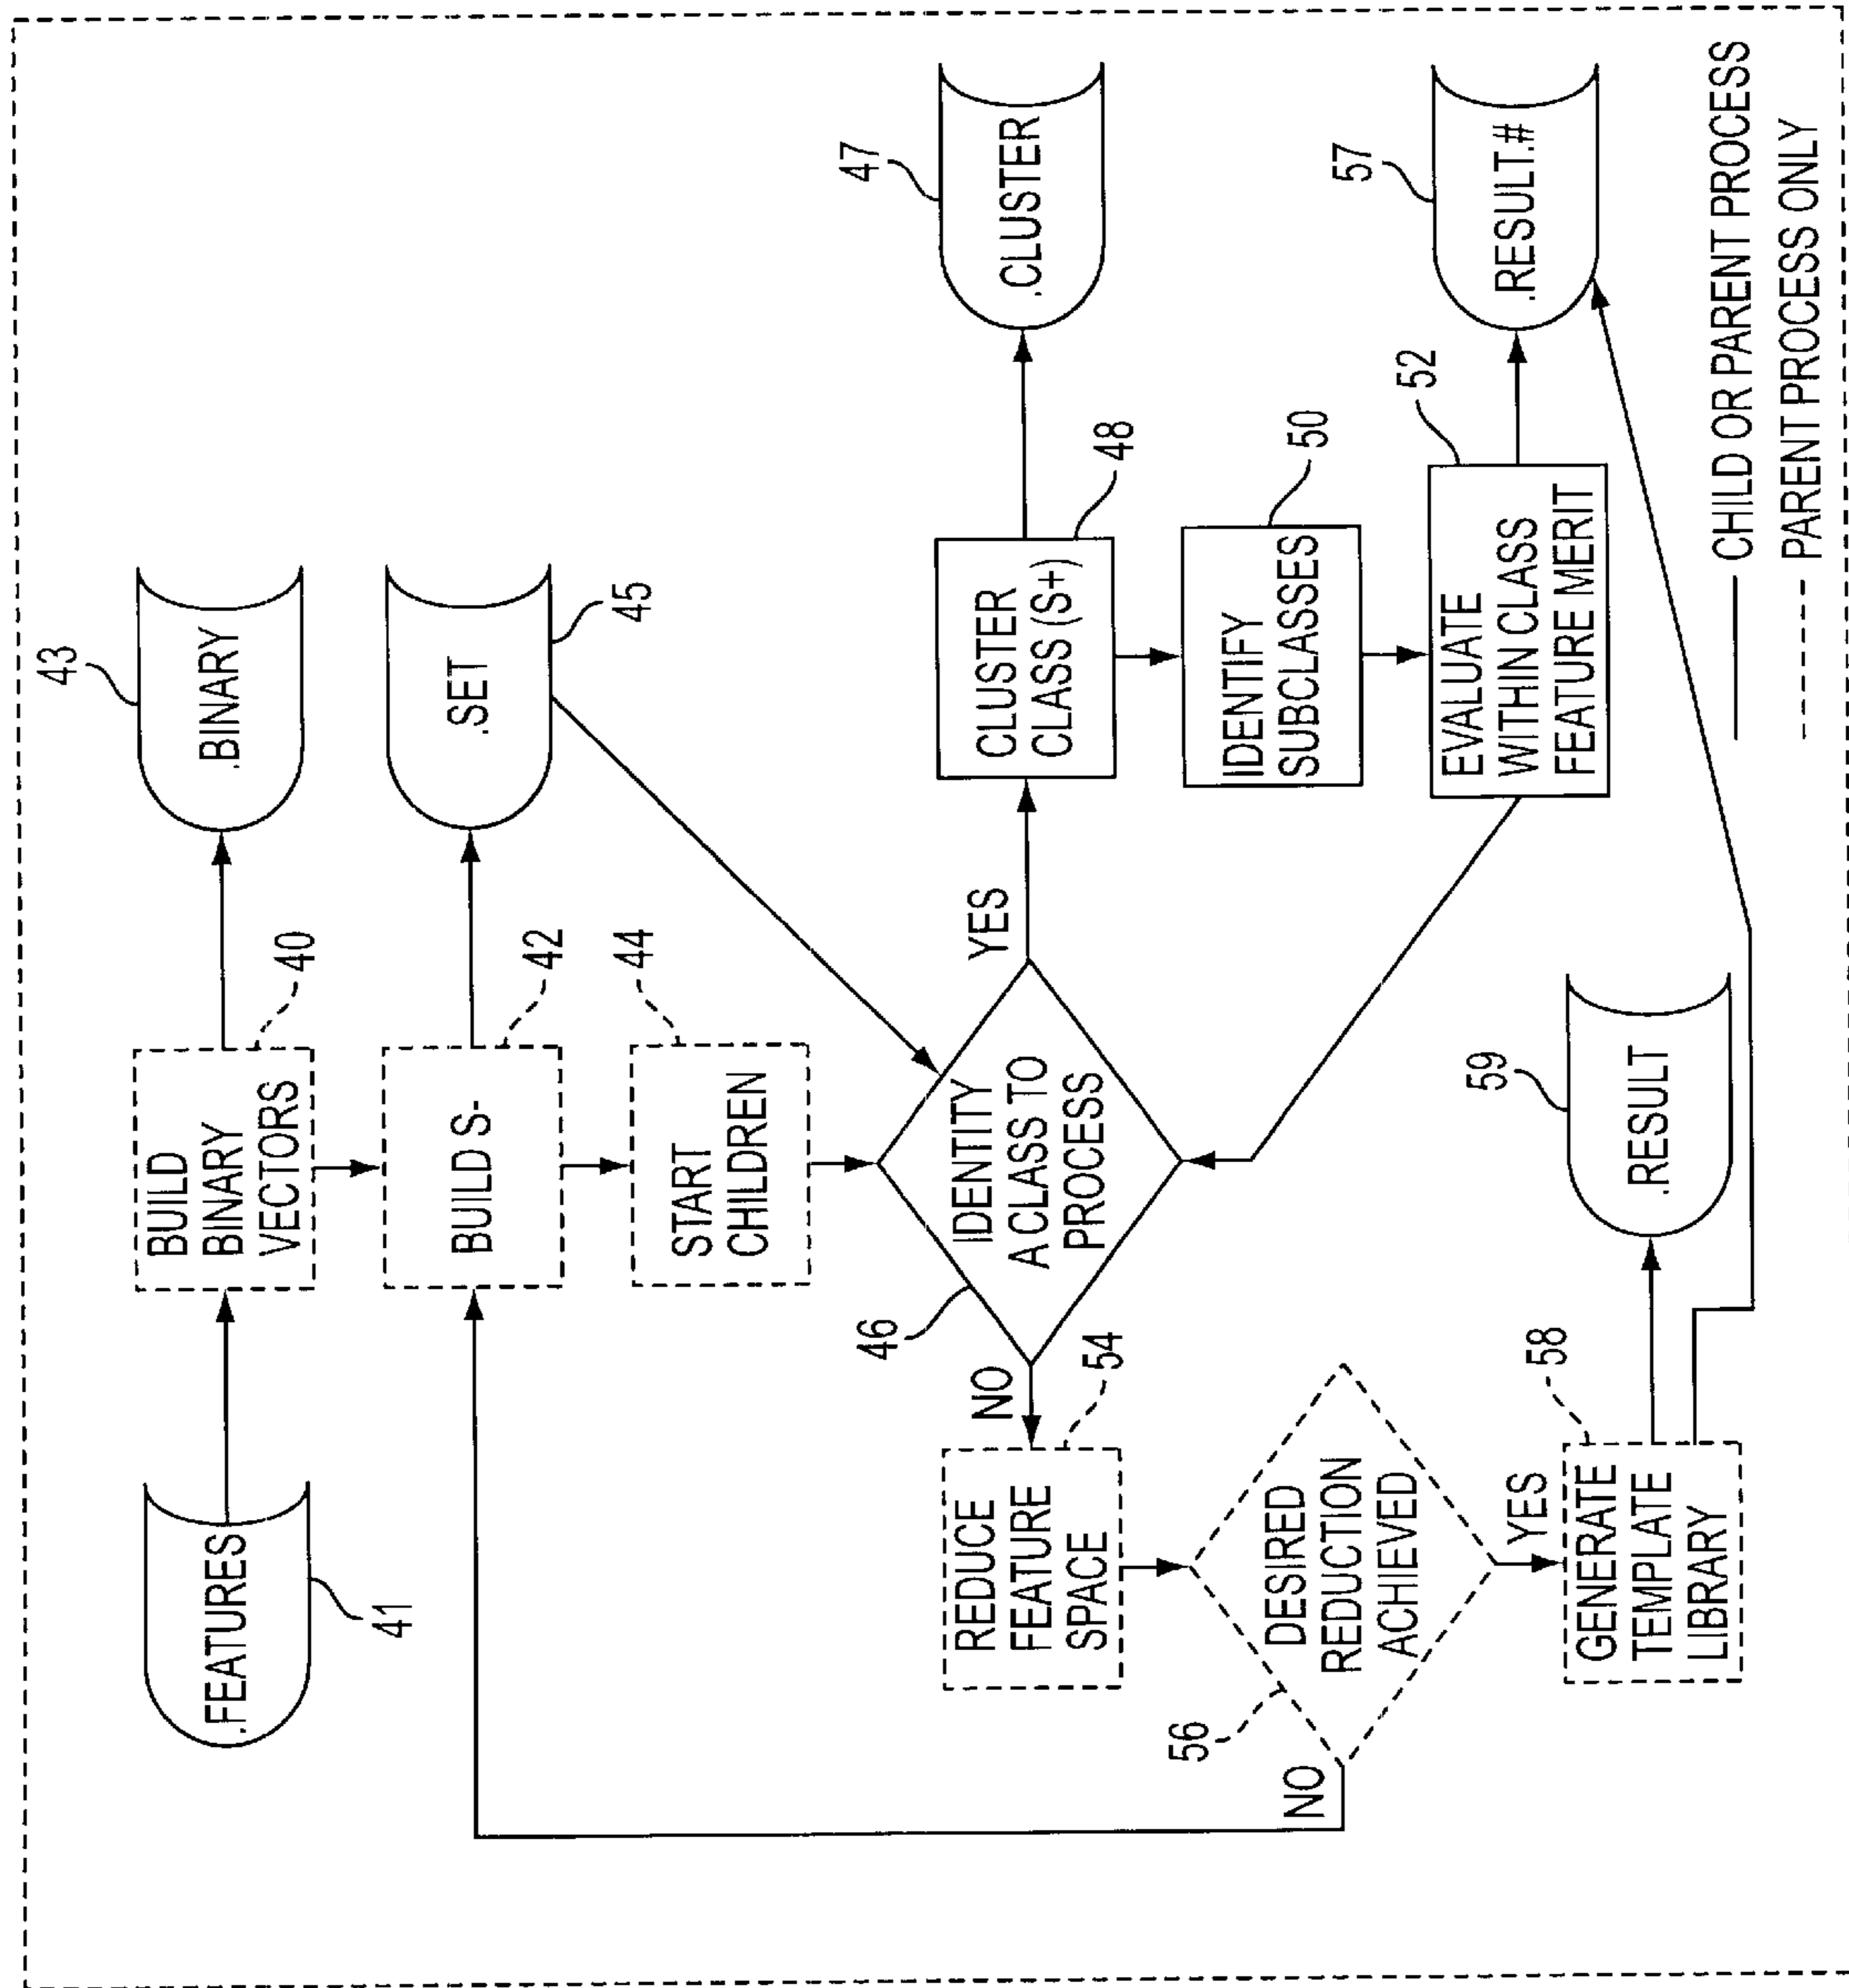 .FEATURES
41
BUILD
BINARY
VECTORS
40
.BINARY
43
BUILD S-
42
.SET
45
START
CHILDREN
44
IDENTITY
A CLASS TO
PROCESS
46
YES
NO
CLUSTER
CLASS (S+)
48
.CLUSTER
47
IDENTIFY
SUBCLASSES
50
EVALUATE
WITHIN CLASS
FEATURE MERIT
52
.RESULT.#
57
REDUCE
FEATURE
SPACE
54
DESIRED
REDUCTION
ACHIEVED
56
NO
YES
GENERATE
TEMPLATE
LIBRARY
58
.RESULT
59
CHILD OR PARENT PROCESS
PARENT PROCESS ONLY